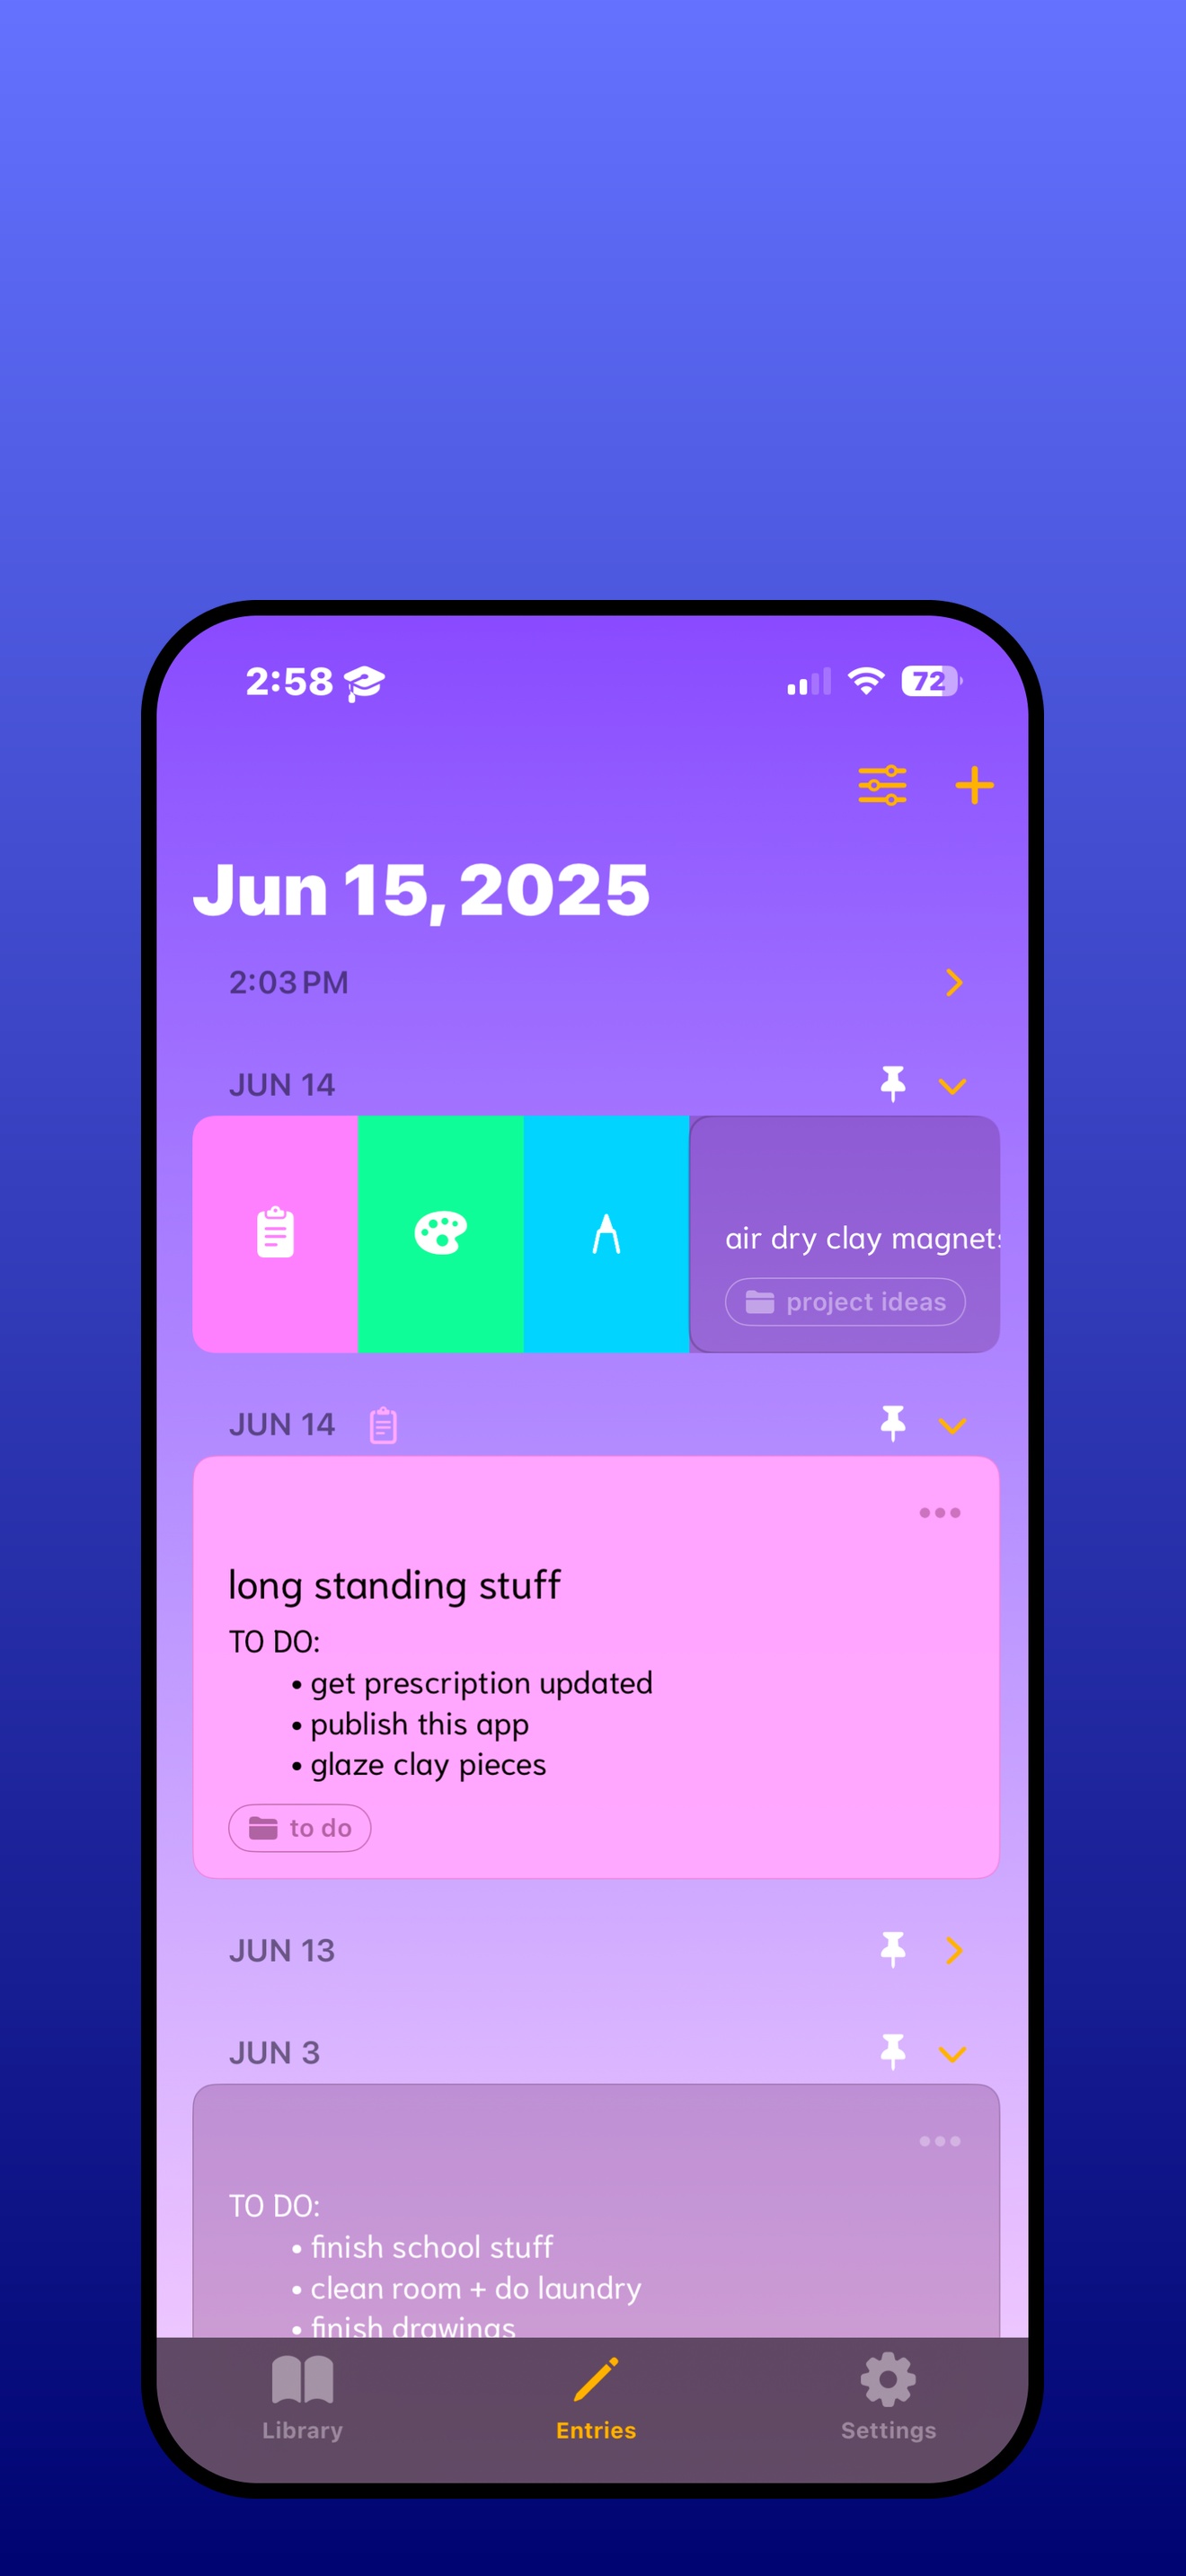 2:58
72
Jun 15, 2025
2:03 PM
JUN 14
air dry clay magnets
project ideas
JUN 14
long standing stuff
TO DO:
• get prescription updated
• publish this app
• glaze clay pieces
to do
JUN 13
JUN 3
TO DO:
• finish school stuff
• clean room + do laundry
• finish drawings
Library
Entries
Settings